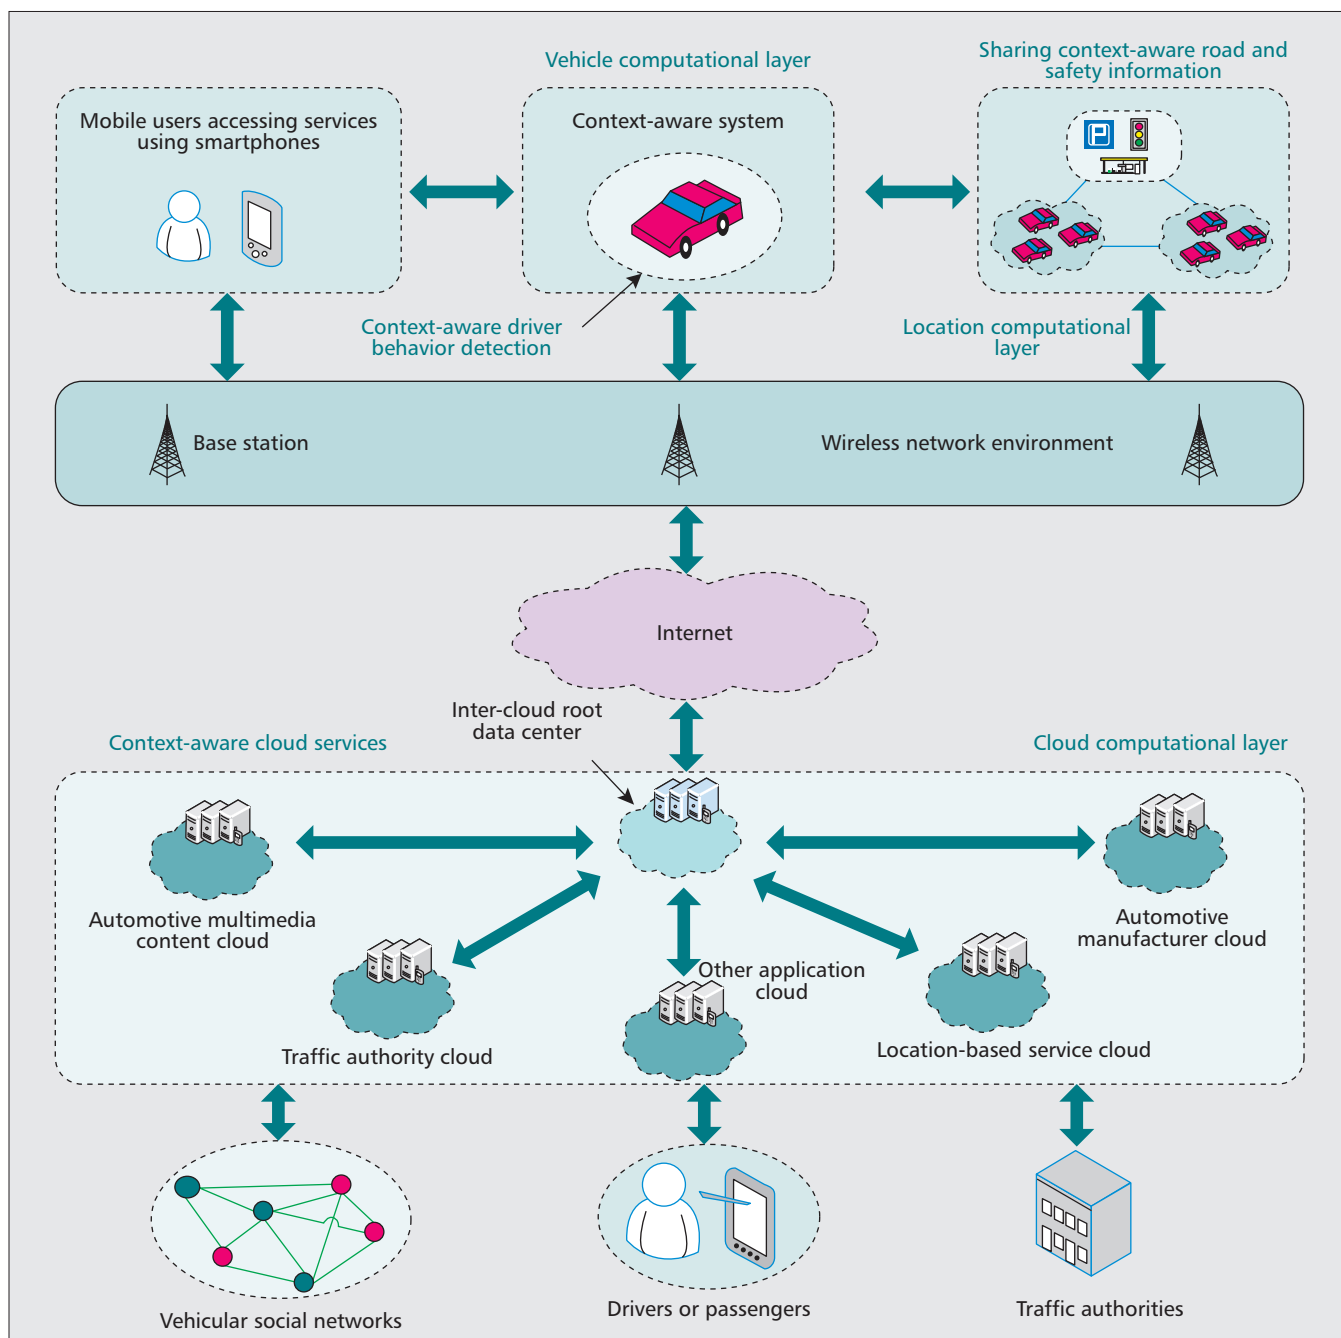 Vehicle computational layer
Sharing context-aware road and
safety information
Mobile users accessing services
using smartphones
Context-aware system
P
Context-aware driver
behavior detection
Location computational
layer
Base station
Wireless network environment
Internet
Inter-cloud root
data center
Context-aware cloud services
Cloud computational layer
Automotive multimedia
content cloud
Automotive
manufacturer cloud
Other application
cloud
Traffic authority cloud
Location-based service cloud
Vehicular social networks
Drivers or passengers
Traffic authorities